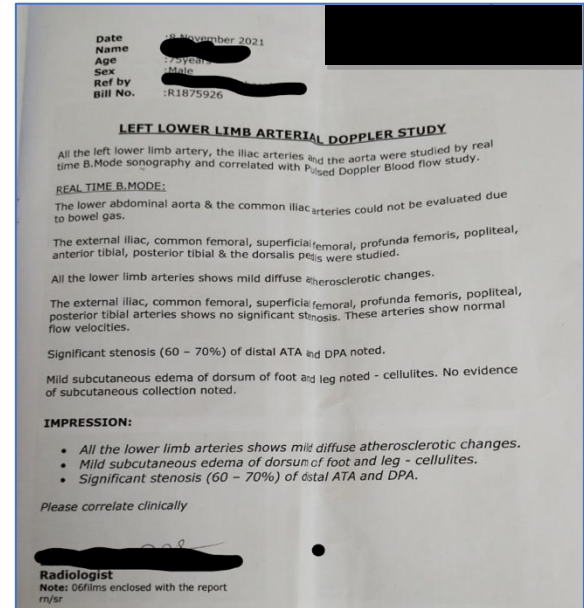 Date :8 November 2021
Name
Age :75years
Sex :Male
Ref by
Bill No. :R1875926
LEFT LOWER LIMB ARTERIAL DOPPLER STUDY
All the left lower limb artery, the iliac arteries and the aorta were studied by real
time B.Mode sonography and correlated with Pulsed Doppler Blood flow study.
REAL TIME B.MODE:
The lower abdominal aorta & the common iliac arteries could not be evaluated due
to bowel gas.
The external iliac, common femoral, superficial femoral, profunda femoris, popliteal,
anterior tibial, posterior tibial & the dorsalis pedis were studied.
All the lower limb arteries shows mild diffuse atherosclerotic changes.
The external iliac, common femoral, superficial femoral, profunda femoris, popliteal,
posterior tibial arteries shows no significant stenosis. These arteries show normal
flow velocities.
Significant stenosis (60 – 70%) of distal ATA and DPA noted.
Mild subcutaneous edema of dorsum of foot and leg noted - cellulites. No evidence
of subcutaneous collection noted.
IMPRESSION:
• All the lower limb arteries shows mild diffuse atherosclerotic changes.
• Mild subcutaneous edema of dorsum of foot and leg - cellulites.
• Significant stenosis (60 – 70%) of distal ATA and DPA.
Please correlate clinically
Radiologist
Note: 06films enclosed with the report
rn/sr